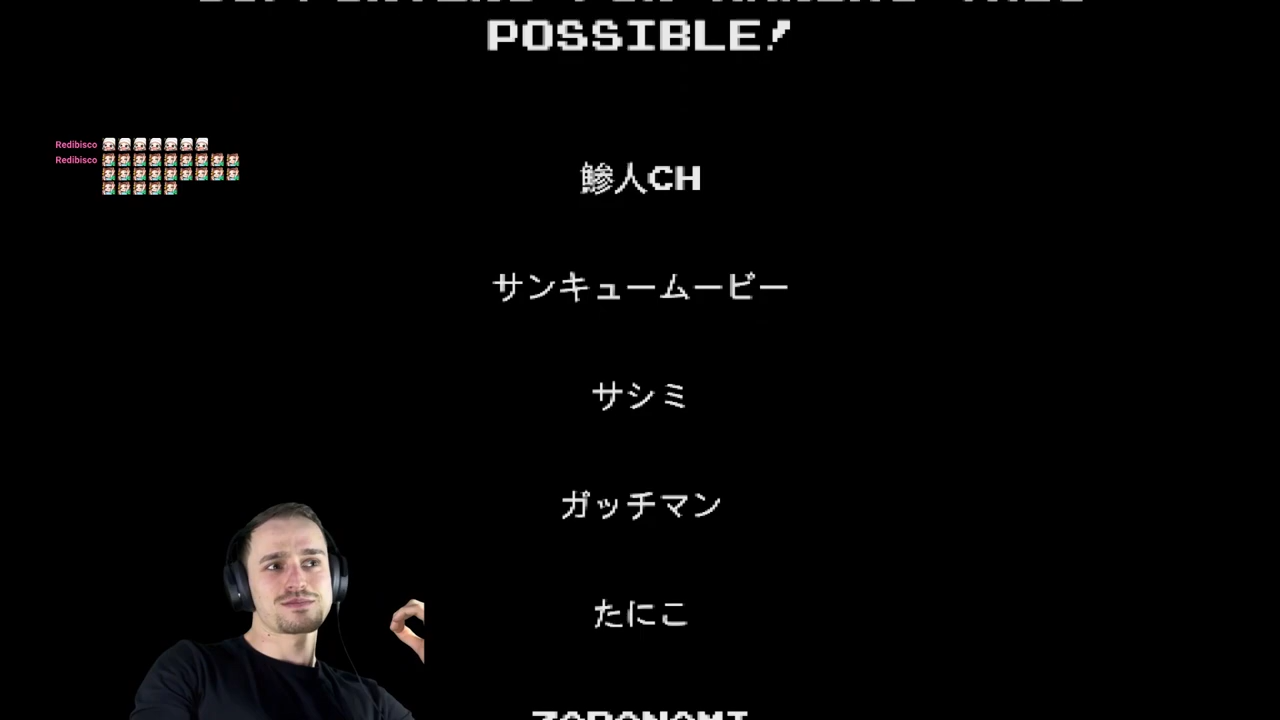 POSSIBLE!
Redibisco
Redibisco
鯵人CH
サンキュームービー
サシミ
ガッチマン
たにこ